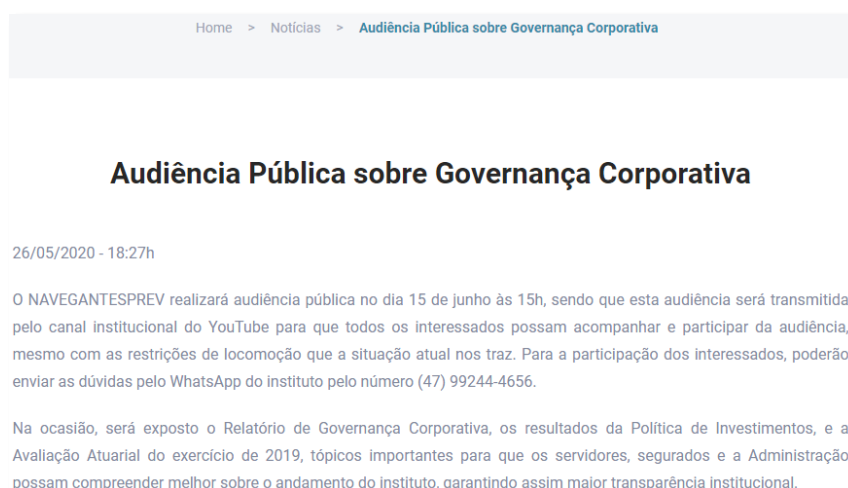 Home > Notícias > Audiência Pública sobre Governança Corporativa
Audiência Pública sobre Governança Corporativa
26/05/2020 - 18:27h
O NAVEGANTESPREV realizará audiência pública no dia 15 de junho às 15h, sendo que esta audiência será transmitida
pelo canal institucional do YouTube para que todos os interessados possam acompanhar e participar da audiência,
mesmo com as restrições de locomoção que a situação atual nos traz. Para a participação dos interessados, poderão
enviar as dúvidas pelo WhatsApp do instituto pelo número (47) 99244-4656.
Na ocasião, será exposto o Relatório de Governança Corporativa, os resultados da Política de Investimentos, e a
Avaliação Atuarial do exercício de 2019, tópicos importantes para que os servidores, segurados e a Administração
possam compreender melhor sobre o andamento do instituto, garantindo assim maior transparência institucional.